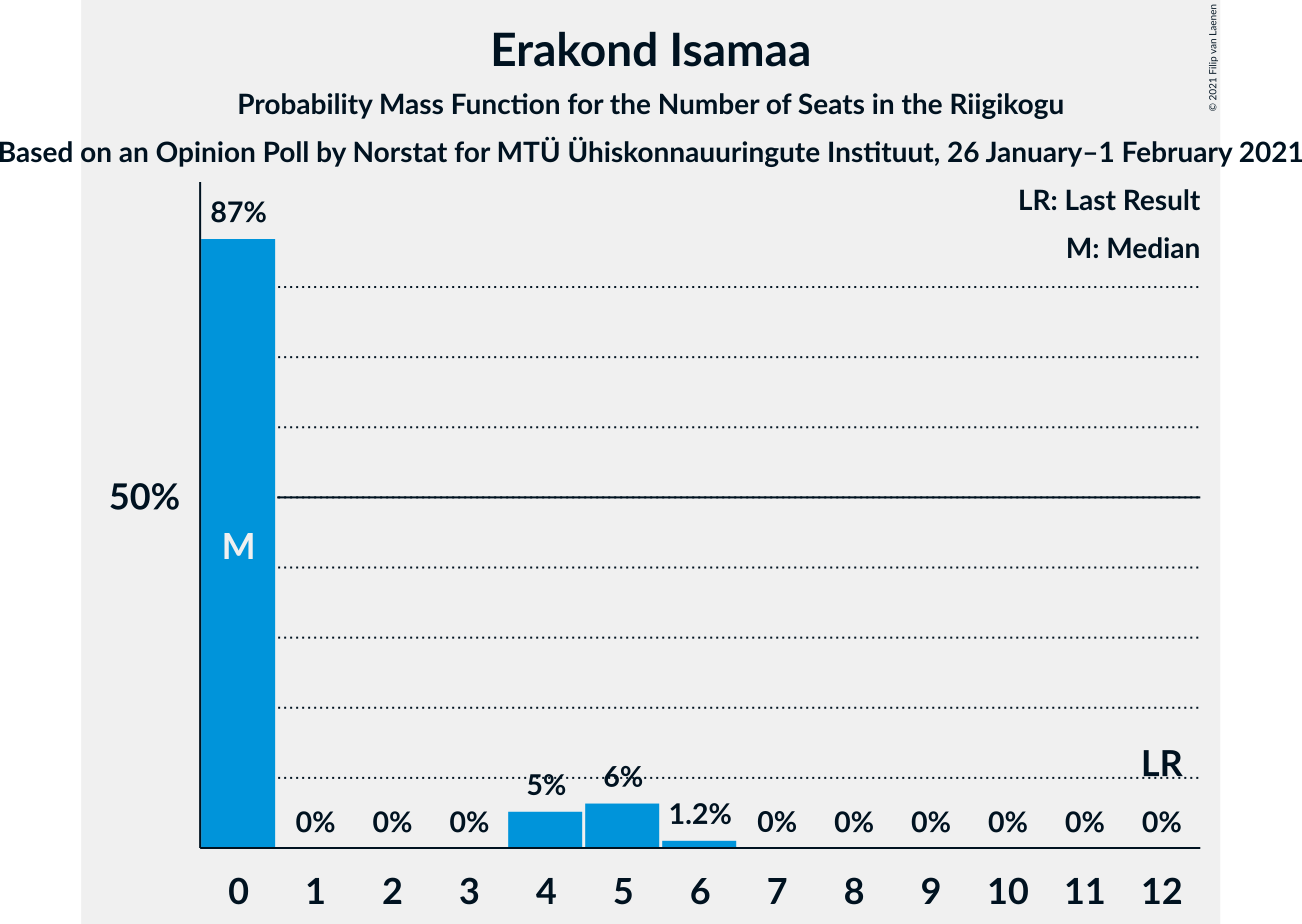 Erakond Isamaa
Probability Mass Function for the Number of Seats in the Riigikogu
Based on an Opinion Poll by Norstat for MTÜ Ühiskonnauuringute Instituut, 26 January–1 February 2021
© 2021 Filip van Laenen
LR: Last Result
M: Median
87%
50%
M
LR
5%
6%
1.2%
0% 0% 0% 0% 0% 0% 0% 0% 0%
0 1 2 3 4 5 6 7 8 9 10 11 12